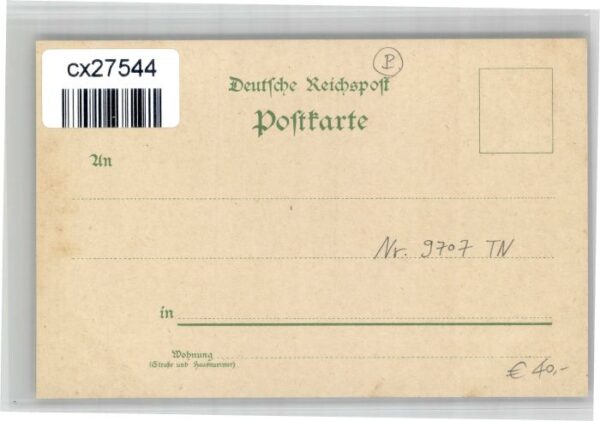 cx27544
B
Deutsche Reichspost
Postkarte
An
Nr. 9707 TN
in
Wohnung
(Straße und Hausnummer)
€ 40,-